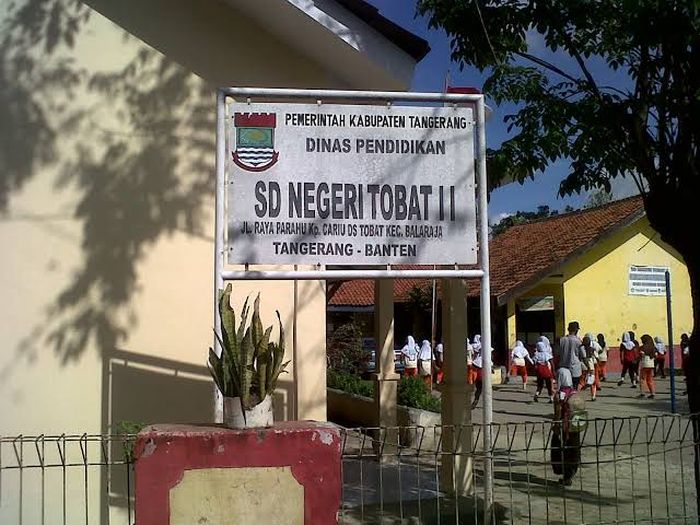 PEMERINTAH KABUPATEN TANGERANG
DINAS PENDIDIKAN
SD NEGERI TOBAT II
JL. RAYA PARAHU Kp. CARIU DS TOBAT KEC. BALARAJA
TANGERANG - BANTEN